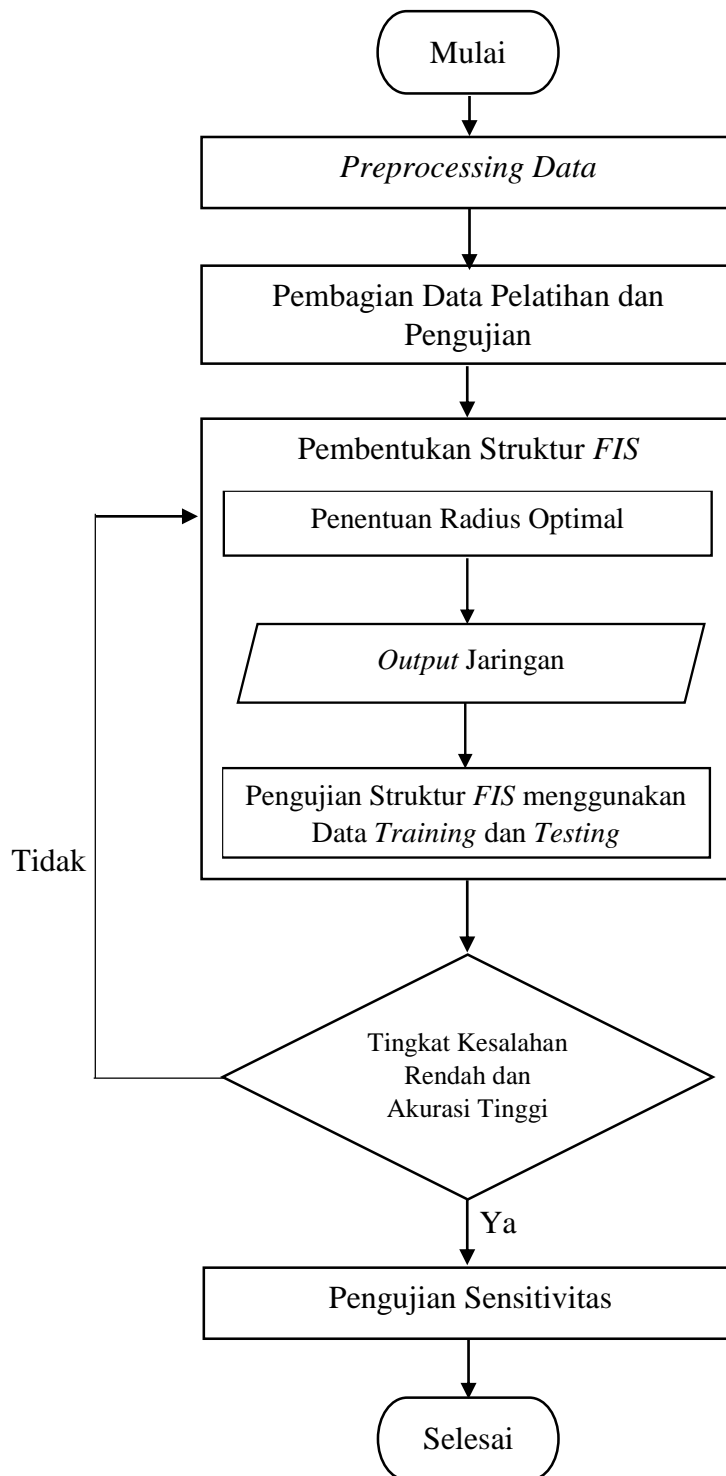 Mulai
Preprocessing Data
Pembagian Data Pelatihan dan
Pengujian
Pembentukan Struktur FIS
Penentuan Radius Optimal
Output Jaringan
Pengujian Struktur FIS menggunakan
Data Training dan Testing
Tidak
Tingkat Kesalahan
Rendah dan
Akurasi Tinggi
Ya
Pengujian Sensitivitas
Selesai